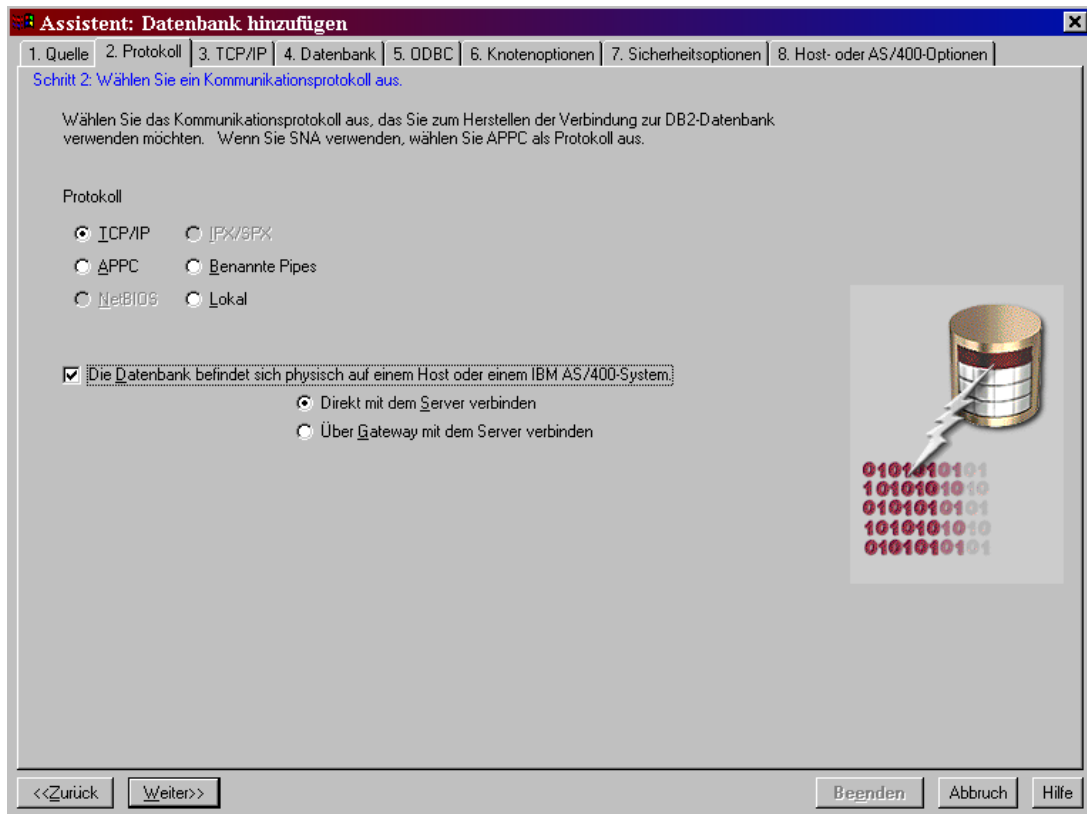 Assistent: Datenbank hinzufügen
1. Quelle 2. Protokoll 3. TCP/IP 4. Datenbank 5. ODBC 6. Knotenoptionen 7. Sicherheitsoptionen 8. Host- oder AS/400-Optionen
Schritt 2: Wählen Sie ein Kommunikationsprotokoll aus.
Wählen Sie das Kommunikationsprotokoll aus, das Sie zum Herstellen der Verbindung zur DB2-Datenbank
verwenden möchten. Wenn Sie SNA verwenden, wählen Sie APPC als Protokoll aus.
Protokoll
TCP/IP IPX/SPX
APPC Benannte Pipes
NetBIOS Lokal
Die Datenbank befindet sich physisch auf einem Host oder einem IBM AS/400-System.
Direkt mit dem Server verbinden
Über Gateway mit dem Server verbinden
0101010101
1010101010
0101010101
1010101010
0101010101
<<Zurück Weiter>> Beenden Abbruch Hilfe